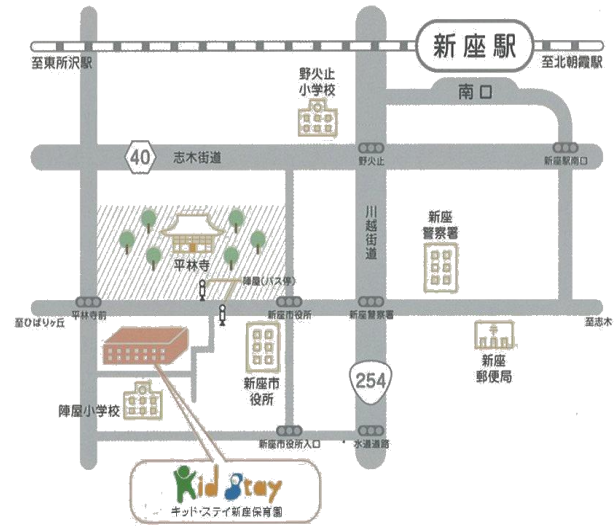 新座駅
至東所沢駅
至北朝霞駅
南口
野火止
小学校
40
志木街道
野火止
新座駅南口
川越街道
新座
警察署
平林寺
陣屋(バス停)
平林寺前
新座市役所
新座警察署
至ひばりヶ丘
至志木
新座市
役所
新座
郵便局
254
陣屋小学校
新座市役所入口
水道道路
Kid Stay
キッド・ステイ新座保育園